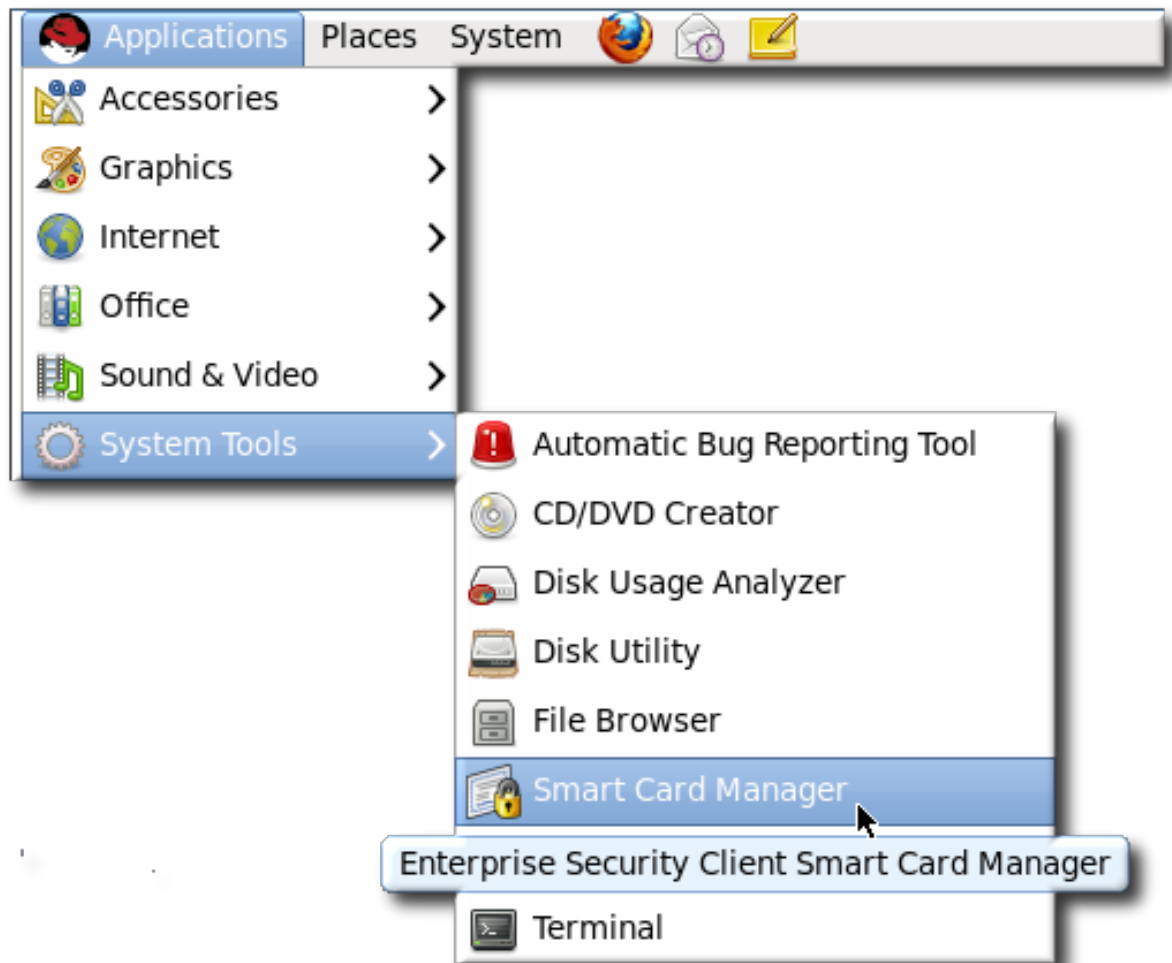 Applications Places System
Accessories
Graphics
Internet
Office
Sound & Video
System Tools
Automatic Bug Reporting Tool
CD/DVD Creator
Disk Usage Analyzer
Disk Utility
File Browser
Smart Card Manager
Enterprise Security Client Smart Card Manager
Terminal